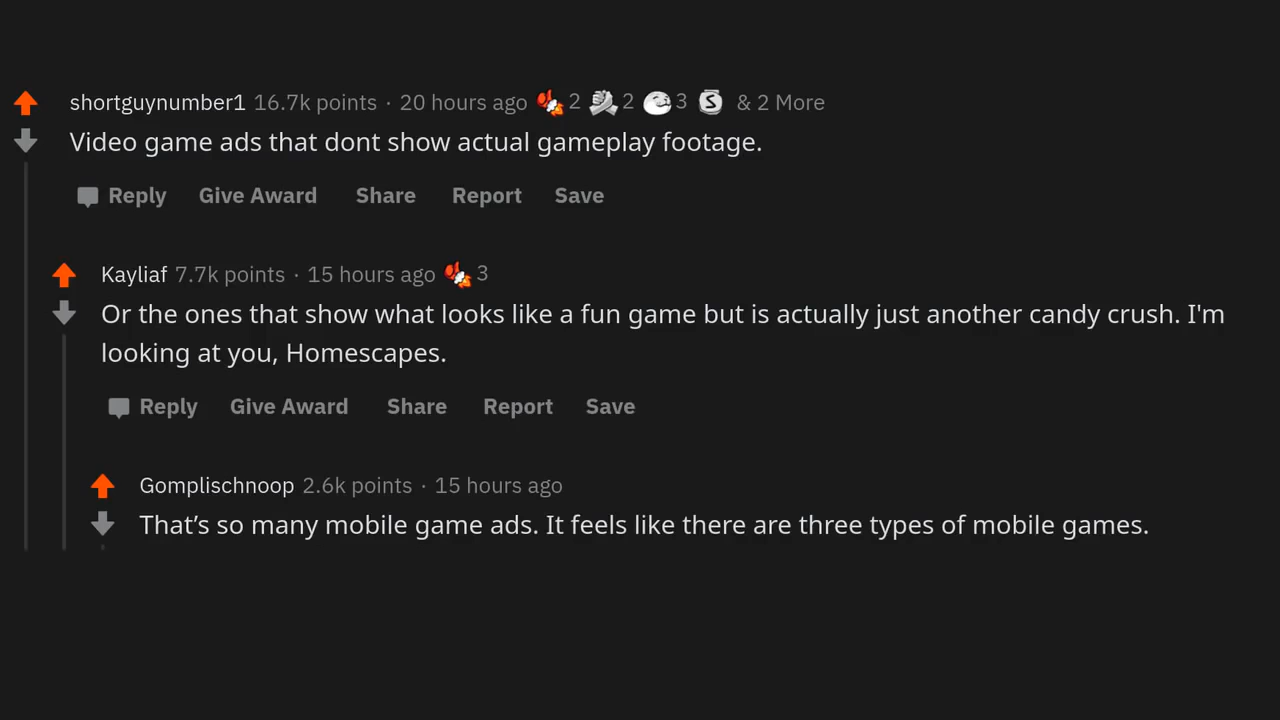 shortguynumber1 16.7k points · 20 hours ago 2 2 3 S & 2 More
Video game ads that dont show actual gameplay footage.
Reply Give Award Share Report Save
Kayliaf 7.7k points · 15 hours ago 3
Or the ones that show what looks like a fun game but is actually just another candy crush. I'm
looking at you, Homescapes.
Reply Give Award Share Report Save
Gomplischnoop 2.6k points · 15 hours ago
That’s so many mobile game ads. It feels like there are three types of mobile games.